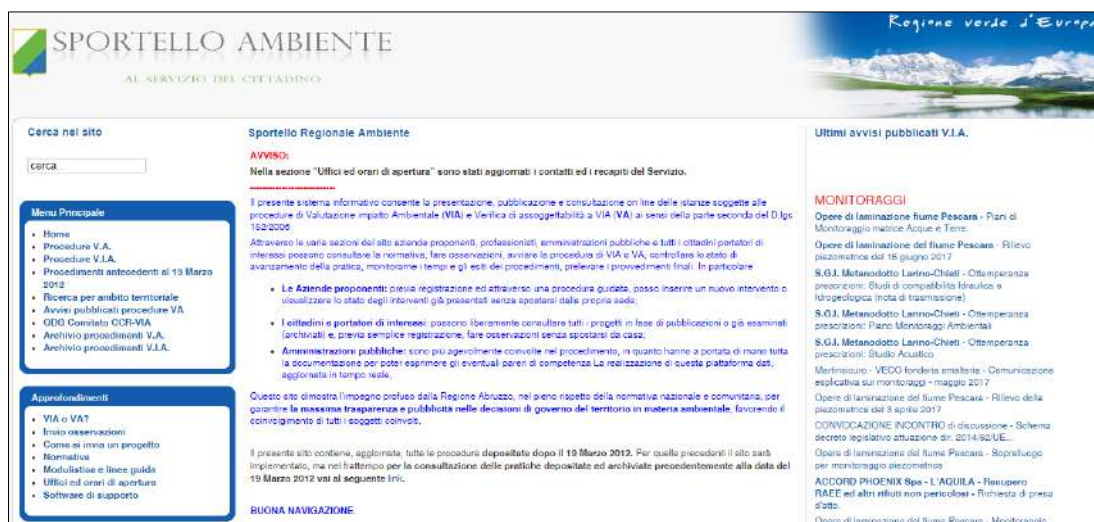 SPORTELLO AMBIENTE
AL SERVIZIO DEL CITTADINO
Regione verde d'Europa
Cerca nel sito
cerca...
Menu Principale
Home
Procedure V.A.
Procedure V.I.A.
Procedimenti antecedenti al 19 Marzo
2012
Ricerca per ambito territoriale
Avvisi pubblicati procedure VA
ODG Comitato CCR-VIA
Archivio procedimenti V.A.
Archivio procedimenti V.I.A.
Approfondimenti
VIA o VA?
Invio osservazioni
Come si invia un progetto
Normativa
Modulistica e linee guida
Uffici ed orari di apertura
Software di supporto
Sportello Regionale Ambiente
AVVISO:
Nella sezione "Uffici ed orari di apertura" sono stati aggiornati i contatti ed i recapiti del Servizio.
------------------------------
Il presente sistema informativo consente la presentazione, pubblicazione e consultazione on line delle istanze soggette alle
procedure di Valutazione impatto Ambientale (VIA) e Verifica di assoggettabilità a VIA (VA) ai sensi della parte seconda del D.lgs
152/2006
Attraverso le varie sezioni del sito aziende proponenti, professionisti, amministrazioni pubbliche e tutti i cittadini portatori di
interessi possono consultare la normativa, fare osservazioni, avviare la procedura di VIA o VA, controllare lo stato di
avanzamento della pratica, monitorarne i tempi e gli esiti dei procedimenti, prelevare i provvedimenti finali. In particolare
Le Aziende proponenti: previa registrazione ed attraverso una procedura guidata, posso inserire un nuovo intervento o
visualizzare lo stato degli interventi già presentati senza spostarsi dalla propria sede;
I cittadini e portatori di interessi: possono liberamente consultare tutti i progetti in fase di pubblicazioni o già esaminati
(archiviati) e, previa semplice registrazione, fare osservazioni senza spostarsi da casa;
Amministrazioni pubbliche: sono più agevolmente coinvolte nel procedimento, in quanto hanno a portata di mano tutta
la documentazione per poter esprimere gli eventuali pareri di competenza La realizzazione di questa piattaforma dati,
aggiornata in tempo reale,
Questo sito dimostra l'impegno profuso dalla Regione Abruzzo, nel pieno rispetto della normativa nazionale e comunitaria, per
garantire la massima trasparenza e pubblicità nelle decisioni di governo del territorio in materia ambientale, favorendo il
coinvolgimento di tutti i soggetti coinvolti.
Il presente sito contiene, aggiornate, tutte le procedure depositate dopo il 19 Marzo 2012. Per quelle precedenti il sito sarà
implementato, ma nel frattempo per la consultazione delle pratiche depositate ed archiviate precedentemente alla data del
19 Marzo 2012 vai al seguente link.
BUONA NAVIGAZIONE
Ultimi avvisi pubblicati V.I.A.
MONITORAGGI
Opere di laminazione fiume Pescara - Piani di
Monitoraggio matrice Acque e Terre.
Opere di laminazione del fiume Pescara - Rilievo
piezometrico del 16 giugno 2017
S.G.I. Metanodotto Larino-Chieti - Ottemperanza
prescrizioni: Studi di compatibilità Idraulica e
Idrogeologica (nota di trasmissione)
S.G.I. Metanodotto Larino-Chieti - Ottemperanza
prescrizioni: Piano Monitoraggi Ambientali
S.G.I. Metanodotto Larino-Chieti - Ottemperanza
prescrizioni: Studio Acustico
Martinsicuro - VECO fonderia smalteria - Comunicazione
esplicativa sui monitoraggi - maggio 2017
Opere di laminazione del fiume Pescara - Rilievo della
piezometrica del 3 aprile 2017
CONVOCAZIONE INCONTRO di discussione - Schema
decreto legislativo attuazione dir. 2014/52/UE...
Opere di laminazione del fiume Pescara - Sopralluogo
per monitoraggio piezometrico
ACCORD PHOENIX Spa - L'AQUILA - Recupero
RAEE ed altri rifiuti non pericolosi - Richiesta di presa
d'atto.
Opere di laminazione del fiume Pescara - Monitoraggio